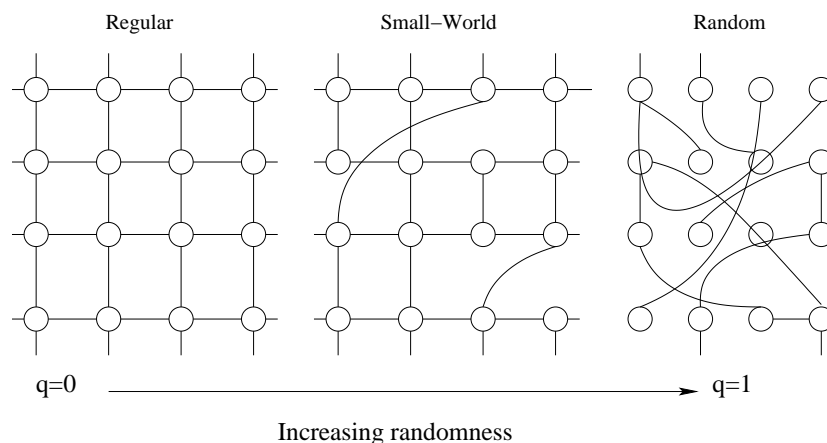 Regular
Small−World
Random
q=0
q=1
Increasing randomness